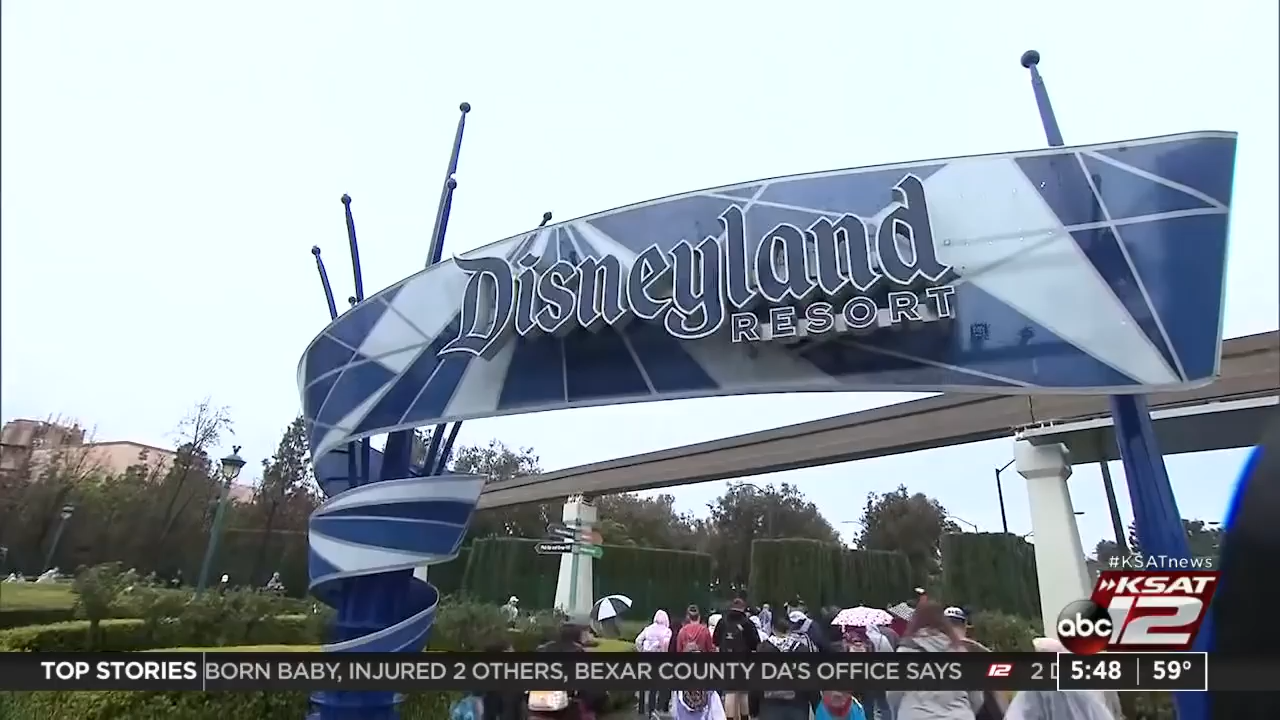 Disneyland
RESORT
#KSATnews
KSAT
abc 12
TOP STORIES BORN BABY, INJURED 2 OTHERS, BEXAR COUNTY DA'S OFFICE SAYS 12 2 5:48 59°